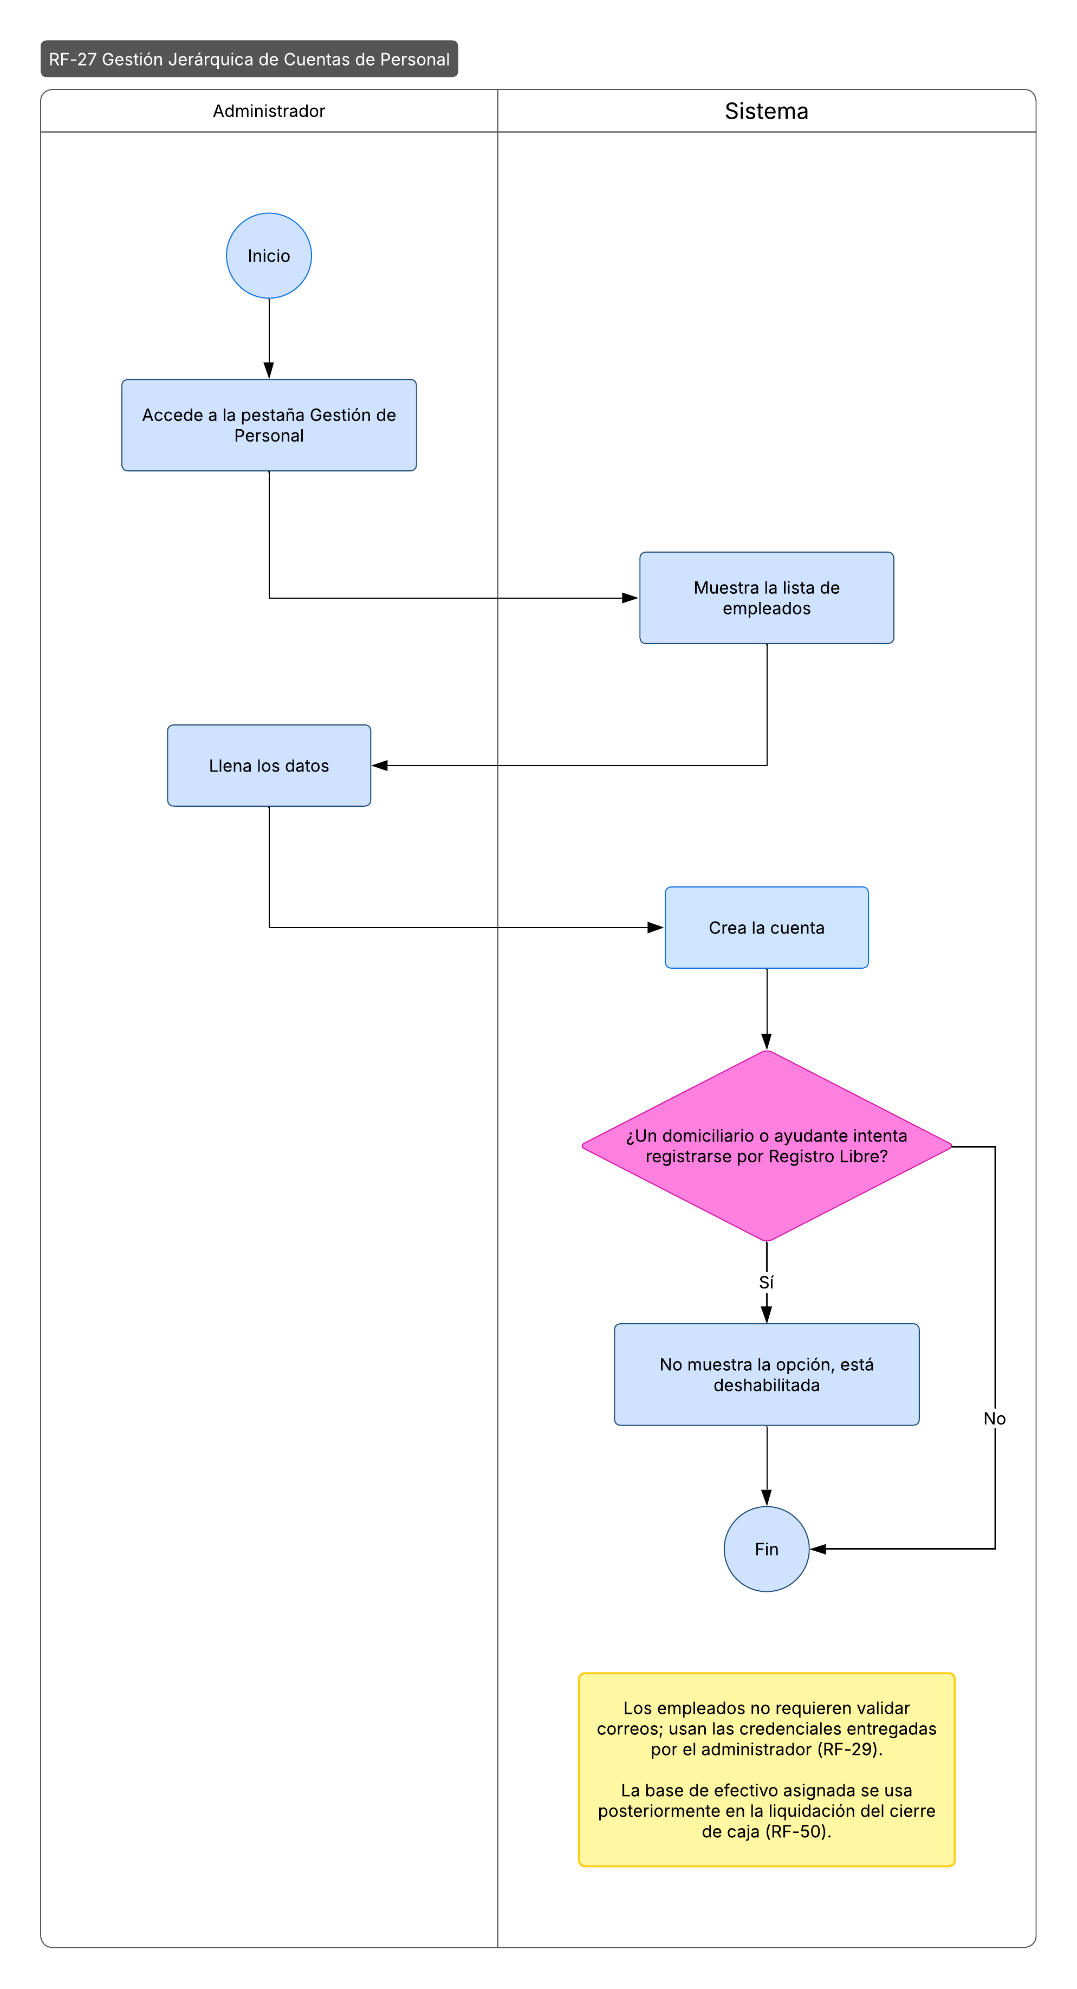 RF-27 Gestión Jerárquica de Cuentas de Personal
Administrador
Sistema
Inicio
Accede a la pestaña Gestión de
Personal
Muestra la lista de
empleados
Llena los datos
Crea la cuenta
¿Un domiciliario o ayudante intenta
registrarse por Registro Libre?
Sí
No muestra la opción, está
deshabilitada
No
Fin
Los empleados no requieren validar
correos; usan las credenciales entregadas
por el administrador (RF-29).
La base de efectivo asignada se usa
posteriormente en la liquidación del cierre
de caja (RF-50).